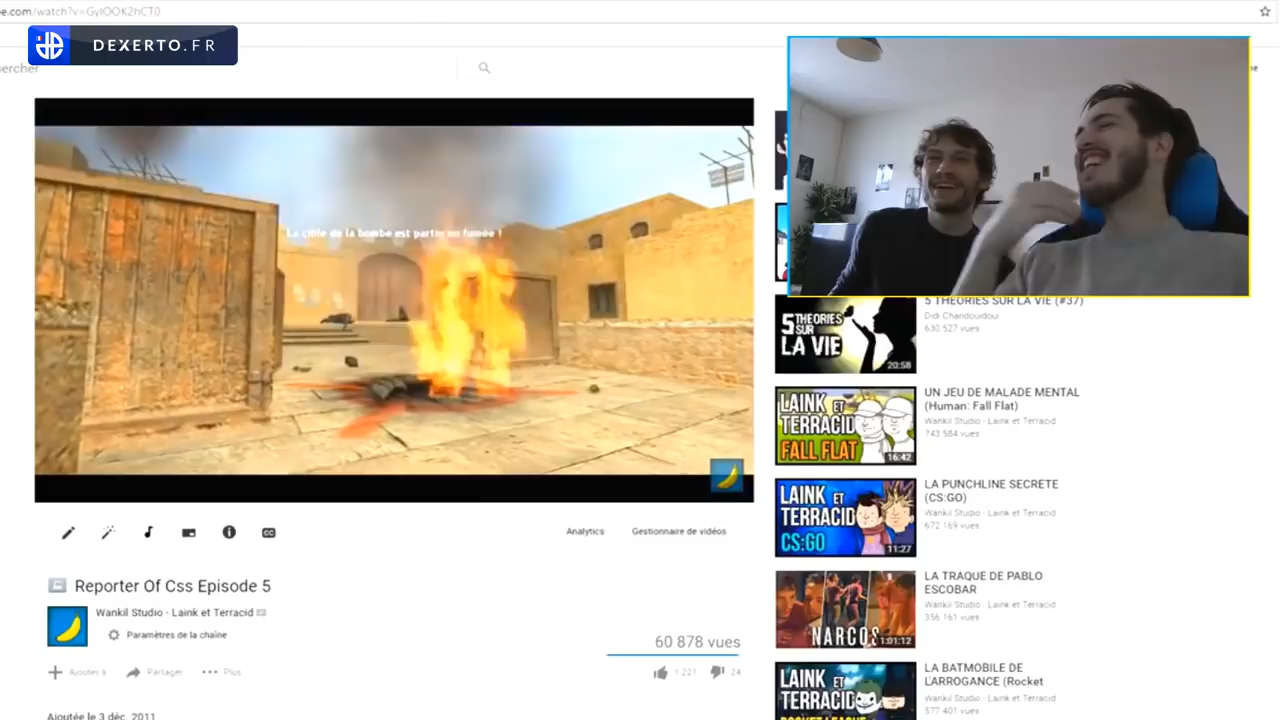 be.com/watch?v=GylOOK2hCT0
DEXERTO.FR
ercher
La cible de la bombe est partie en fumée !
5 THEORIES SUR LA VIE (#37)
Didi Chandouidoui
630 527 vues
5 THEORIES
SUR
LA VIE
20:58
UN JEU DE MALADE MENTAL
(Human: Fall Flat)
Wankil Studio - Laink et Terracid
743 584 vues
LAINK ET
TERRACID
FALL FLAT
16:42
LA PUNCHLINE SECRETE
(CS:GO)
Wankil Studio - Laink et Terracid
672 169 vues
LAINK ET
TERRACID
CS:GO
11:27
LA TRAQUE DE PABLO
ESCOBAR
Wankil Studio - Laink et Terracid
356 161 vues
NARCOS
1:01:12
LA BATMOBILE DE
L'ARROGANCE (Rocket
Wankil Studio - Laink et Terracid
577 401 vues
LAINK ET
TERRACID
ROCKET LEAGUE
Analytics
Gestionnaire de vidéos
Reporter Of Css Episode 5
Wankil Studio - Laink et Terracid
Paramètres de la chaîne
60 878 vues
Ajouter à
Partager
Plus
1 221
24
Ajoutée le 3 déc. 2011